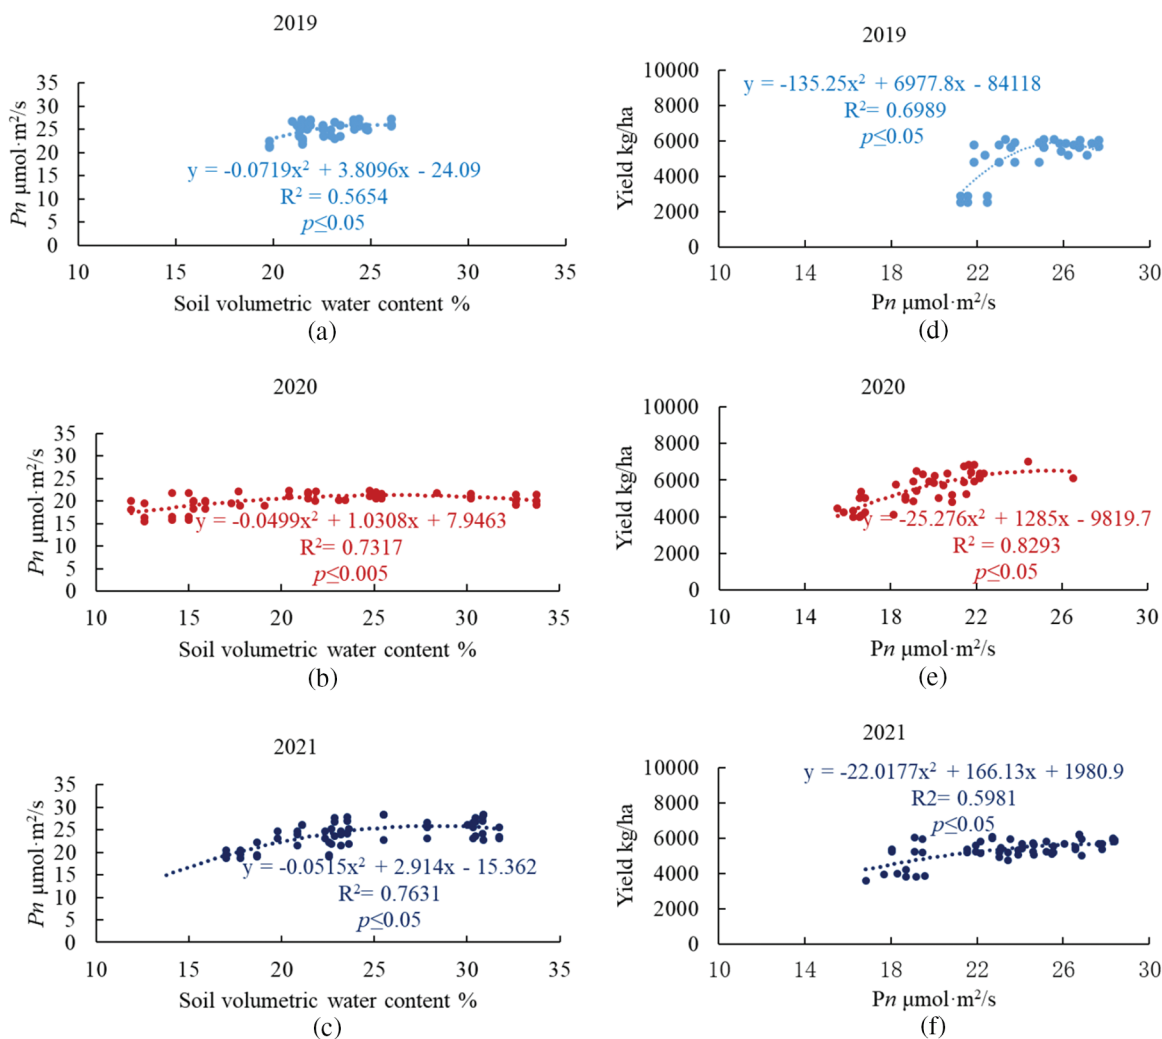 2019
35
30
25
20
15
10
5
0
Pn μmol·m²/s
y = -0.0719x² + 3.8096x - 24.09
R² = 0.5654
p≤0.05
10 15 20 25 30 35
Soil volumetric water content %
(a)
2019
10000
8000
6000
4000
2000
0
Yield kg/ha
y = -135.25x² + 6977.8x - 84118
R²= 0.6989
p≤0.05
10 14 18 22 26 30
Pn μmol·m²/s
(d)
2020
35
30
25
20
15
10
5
0
Pn μmol·m²/s
y = -0.0499x² + 1.0308x + 7.9463
R²= 0.7317
p≤0.005
10 15 20 25 30 35
Soil volumetric water content %
(b)
2020
10000
8000
6000
4000
2000
0
Yield kg/ha
y = -25.276x² + 1285x - 9819.7
R² = 0.8293
p≤0.05
10 14 18 22 26 30
Pn μmol·m²/s
(e)
2021
35
30
25
20
15
10
5
0
Pn μmol·m²/s
y = -0.0515x² + 2.914x - 15.362
R²= 0.7631
p≤0.05
10 15 20 25 30 35
Soil volumetric water content %
(c)
2021
10000
8000
6000
4000
2000
0
Yield kg/ha
y = -22.0177x² + 166.13x + 1980.9
R2= 0.5981
p≤0.05
10 14 18 22 26 30
Pn μmol·m²/s
(f)